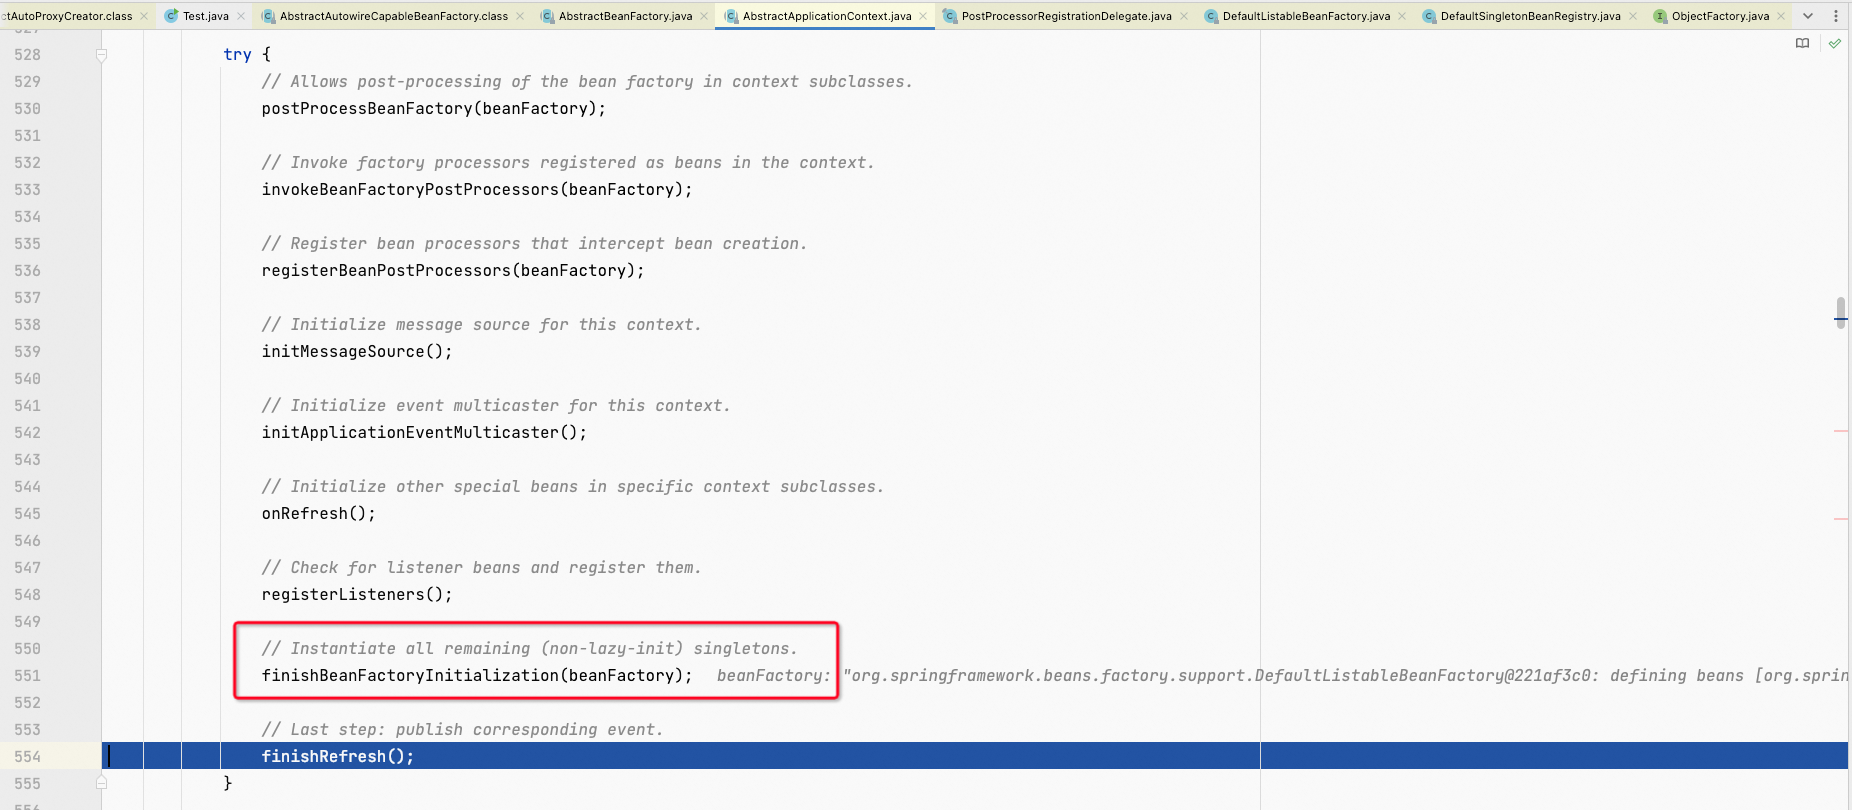 ctAutoProxyCreator.class Test.java AbstractAutowireCapableBeanFactory.class AbstractBeanFactory.java AbstractApplicationContext.java PostProcessorRegistrationDelegate.java DefaultListableBeanFactory.java DefaultSingletonBeanRegistry.java ObjectFactory.java
528 try {
529 // Allows post-processing of the bean factory in context subclasses.
530 postProcessBeanFactory(beanFactory);
531
532 // Invoke factory processors registered as beans in the context.
533 invokeBeanFactoryPostProcessors(beanFactory);
534
535 // Register bean processors that intercept bean creation.
536 registerBeanPostProcessors(beanFactory);
537
538 // Initialize message source for this context.
539 initMessageSource();
540
541 // Initialize event multicaster for this context.
542 initApplicationEventMulticaster();
543
544 // Initialize other special beans in specific context subclasses.
545 onRefresh();
546
547 // Check for listener beans and register them.
548 registerListeners();
549
550 // Instantiate all remaining (non-lazy-init) singletons.
551 finishBeanFactoryInitialization(beanFactory); beanFactory: "org.springframework.beans.factory.support.DefaultListableBeanFactory@221af3c0: defining beans [org.sprin
552
553 // Last step: publish corresponding event.
554 finishRefresh();
555 }